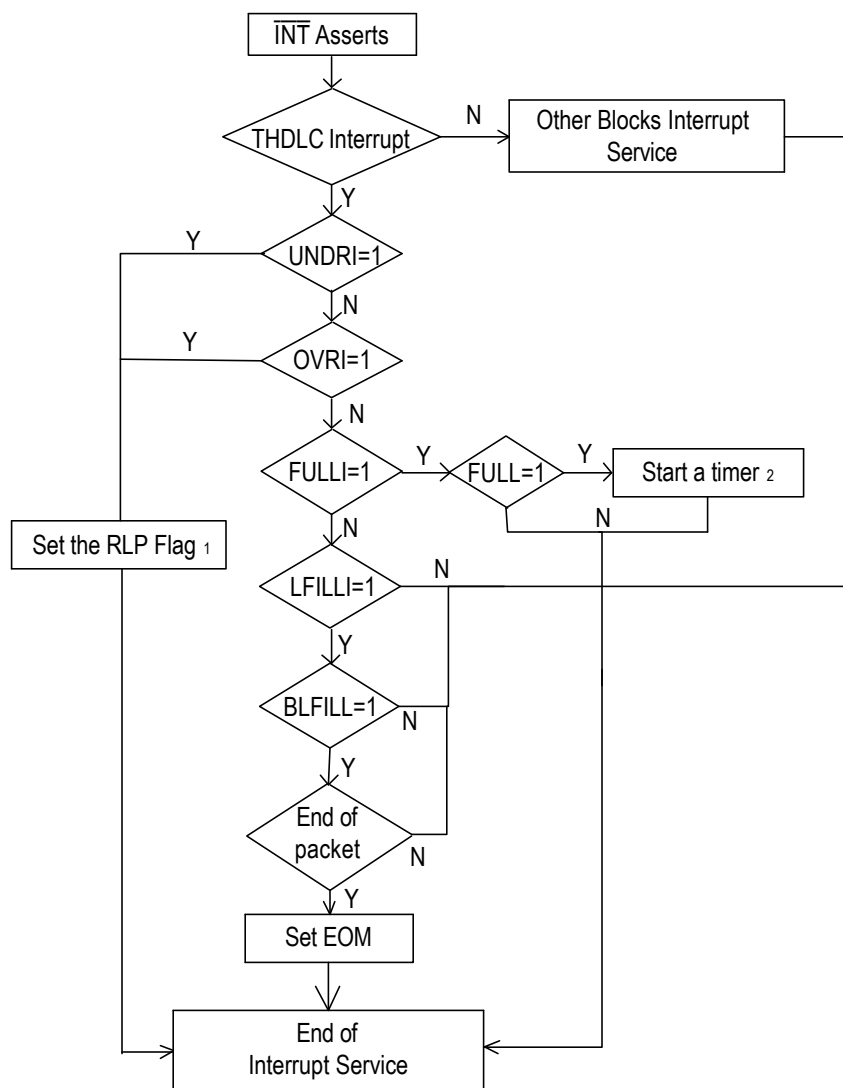 INT Asserts
N
THDLC Interrupt
Other Blocks Interrupt
Service
Y
Y
UNDRI=1
N
Y
OVRI=1
N
FULLI=1
Y
FULL=1
Y
Start a timer 2
N
N
Set the RLP Flag 1
LFILLI=1
N
Y
BLFILL=1
N
Y
End of
packet
N
Y
Set EOM
End of
Interrupt Service